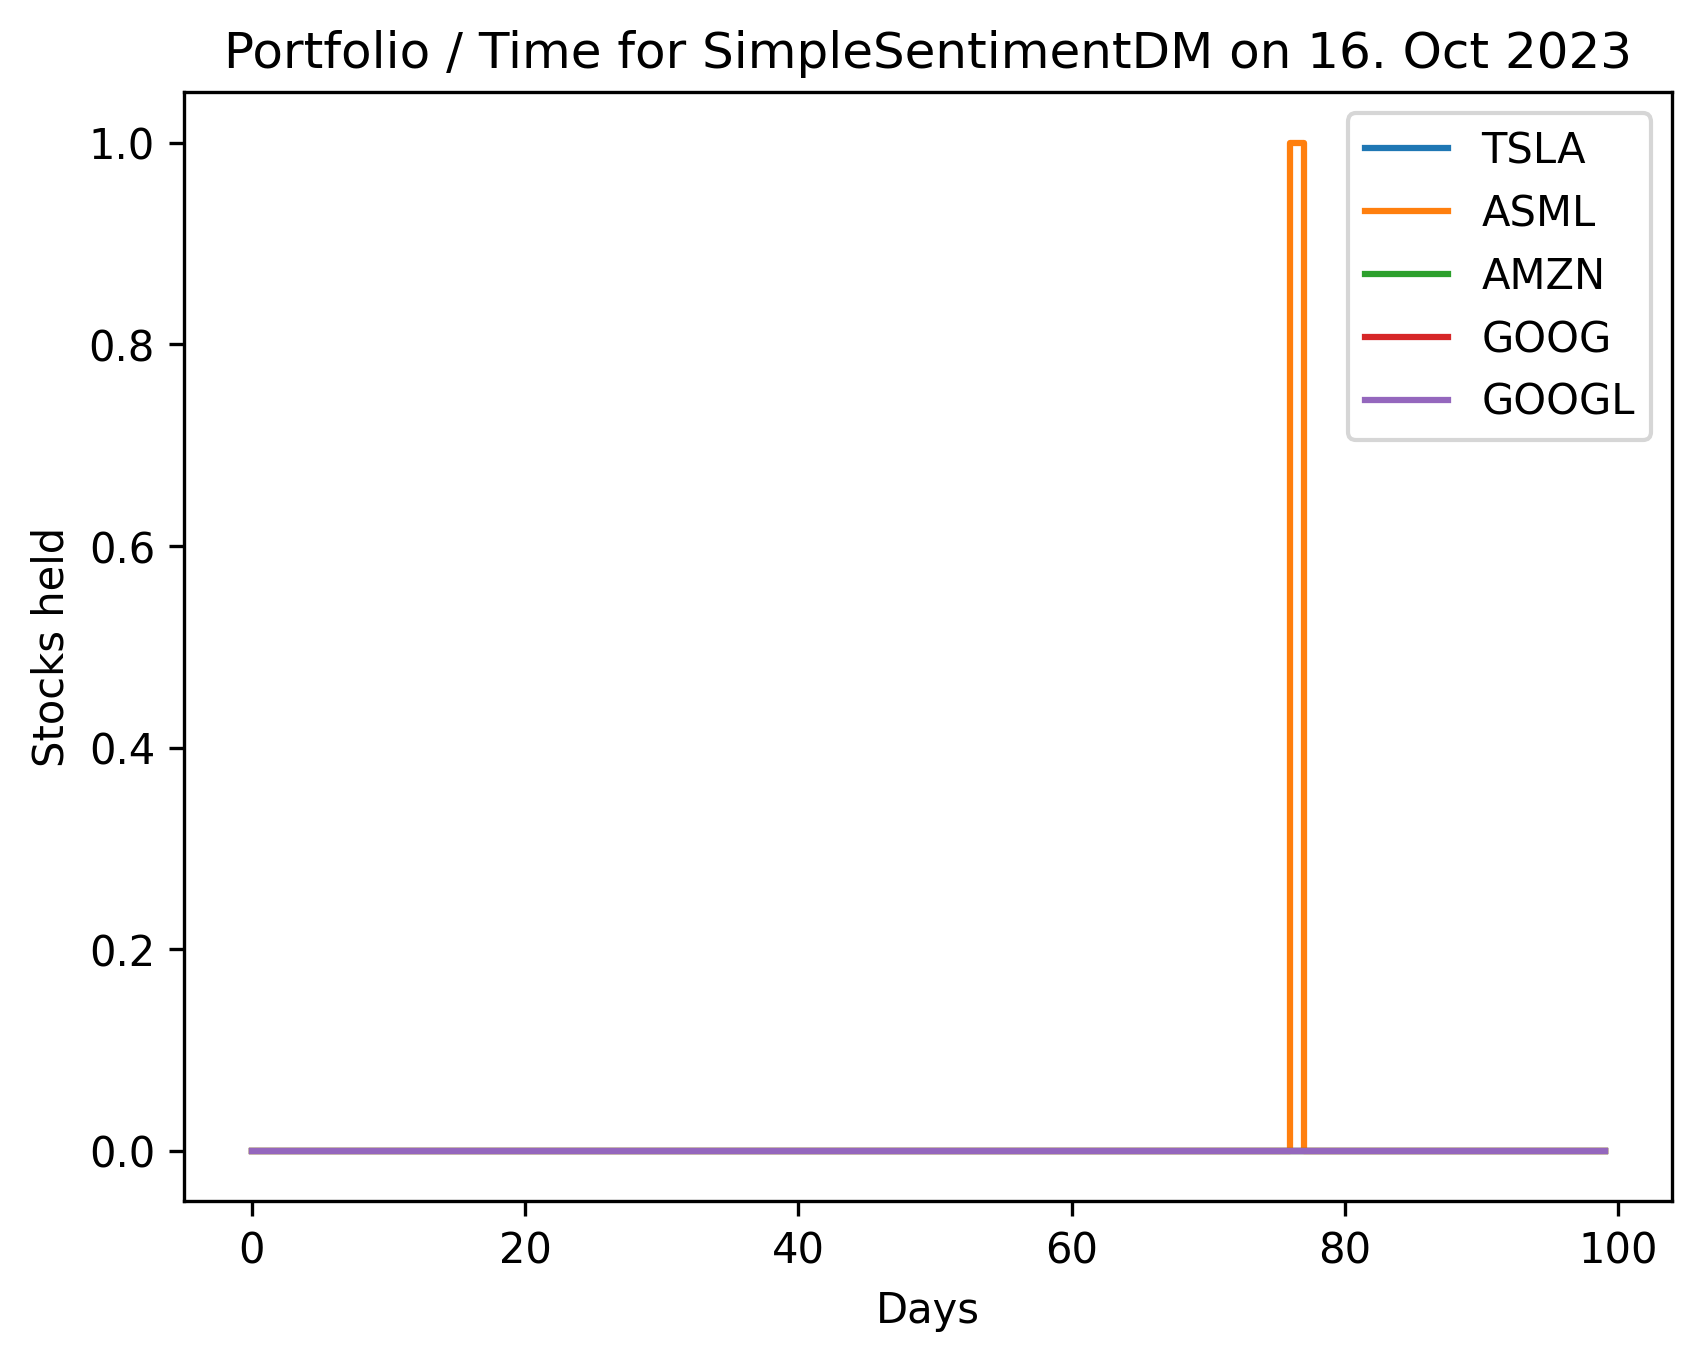 Portfolio / Time for SimpleSentimentDM on 16. Oct 2023
1.0
0.8
0.6
0.4
0.2
0.0
Stocks held
TSLA
ASML
AMZN
GOOG
GOOGL
0 20 40 60 80 100
Days